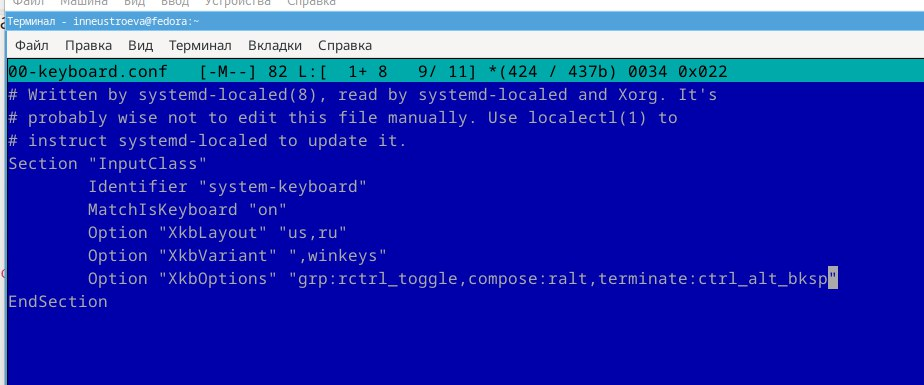 Файл Машина Вид Ввод Устройства Справка
Терминал - inneustroeva@fedora:~
Файл Правка Вид Терминал Вкладки Справка
00-keyboard.conf [-M--] 82 L:[ 1+ 8 9/ 11] *(424 / 437b) 0034 0x022
# Written by systemd-localed(8), read by systemd-localed and Xorg. It's
# probably wise not to edit this file manually. Use localectl(1) to
# instruct systemd-localed to update it.
Section "InputClass"
Identifier "system-keyboard"
MatchIsKeyboard "on"
Option "XkbLayout" "us,ru"
Option "XkbVariant" ",winkeys"
Option "XkbOptions" "grp:rctrl_toggle,compose:ralt,terminate:ctrl_alt_bksp"
EndSection